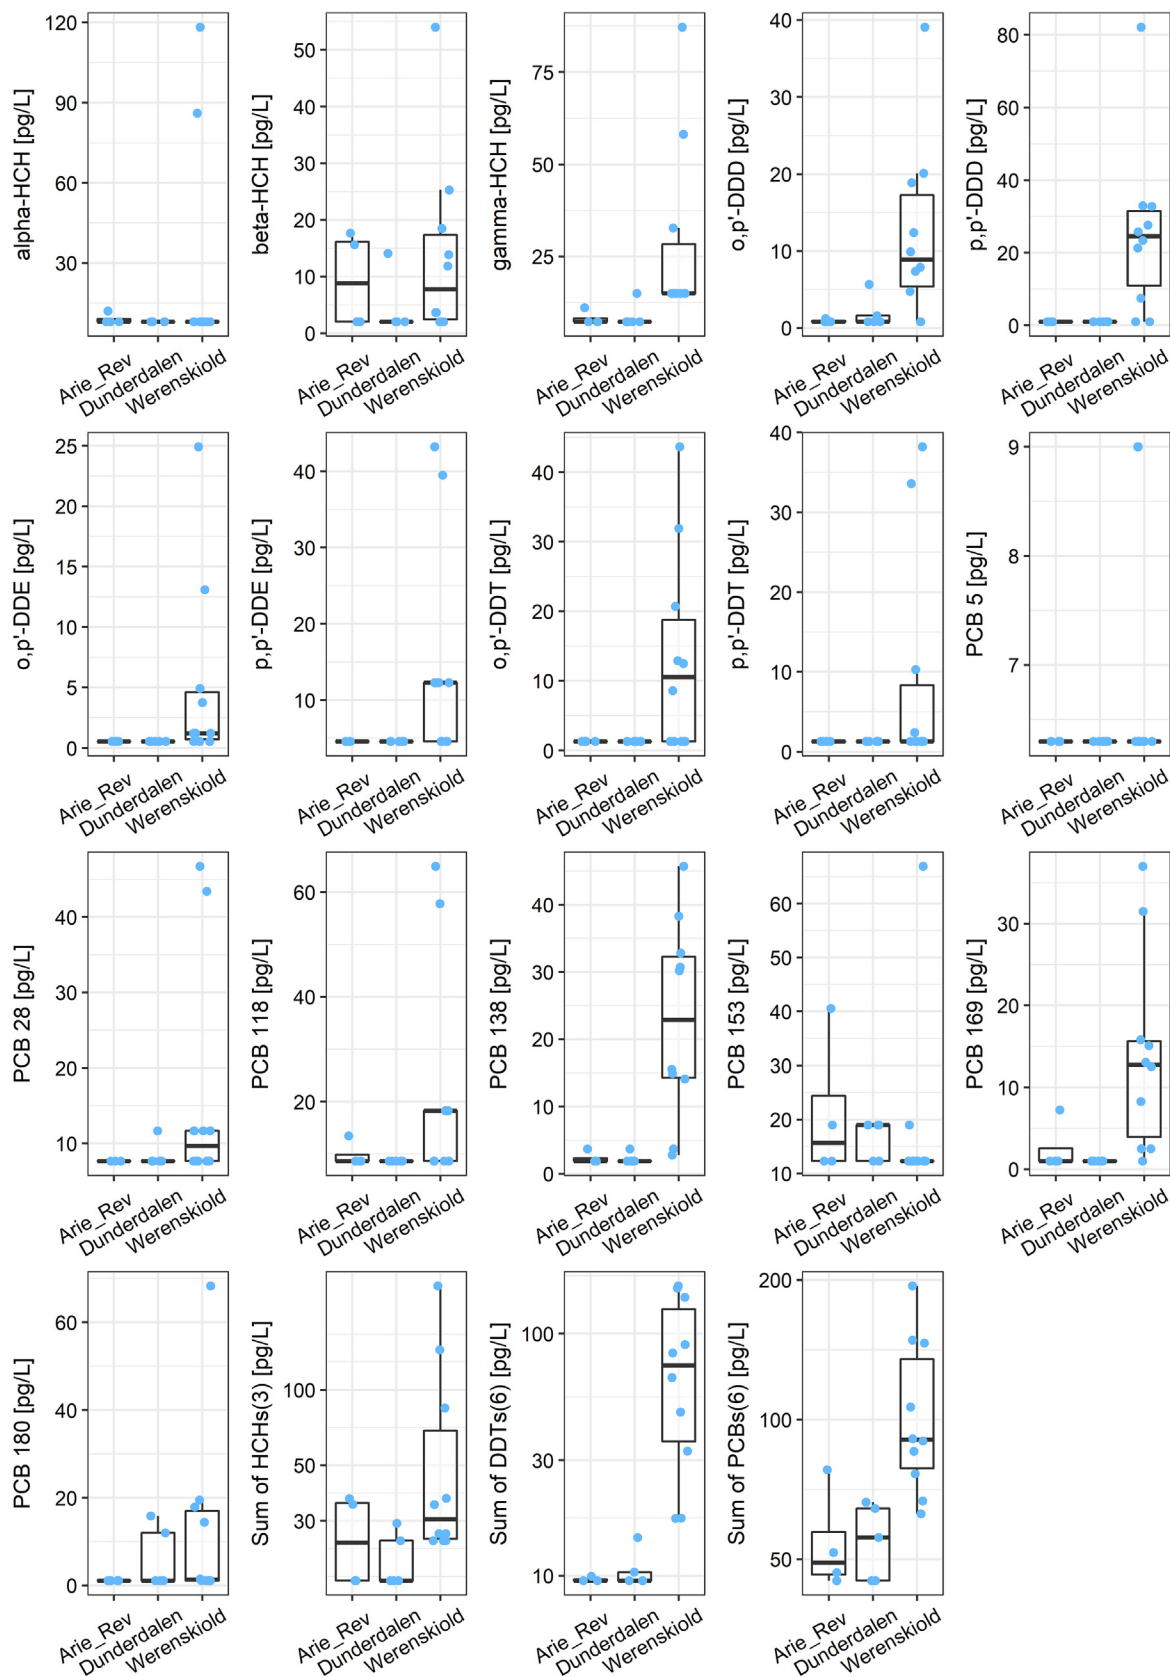 alpha-HCH [pg/L]
120
90
60
30
Arie_Rev
Dunderdalen
Werenskiold
beta-HCH [pg/L]
50
40
30
20
10
0
Arie_Rev
Dunderdalen
Werenskiold
gamma-HCH [pg/L]
75
50
25
Arie_Rev
Dunderdalen
Werenskiold
o,p'-DDD [pg/L]
40
30
20
10
0
Arie_Rev
Dunderdalen
Werenskiold
p,p'-DDD [pg/L]
80
60
40
20
0
Arie_Rev
Dunderdalen
Werenskiold
o,p'-DDE [pg/L]
25
20
15
10
5
0
Arie_Rev
Dunderdalen
Werenskiold
p,p'-DDE [pg/L]
40
30
20
10
Arie_Rev
Dunderdalen
Werenskiold
o,p'-DDT [pg/L]
40
30
20
10
0
Arie_Rev
Dunderdalen
Werenskiold
p,p'-DDT [pg/L]
40
30
20
10
0
Arie_Rev
Dunderdalen
Werenskiold
PCB 5 [pg/L]
9
8
7
Arie_Rev
Dunderdalen
Werenskiold
PCB 28 [pg/L]
40
30
20
10
Arie_Rev
Dunderdalen
Werenskiold
PCB 118 [pg/L]
60
40
20
Arie_Rev
Dunderdalen
Werenskiold
PCB 138 [pg/L]
40
30
20
10
0
Arie_Rev
Dunderdalen
Werenskiold
PCB 153 [pg/L]
60
50
40
30
20
10
Arie_Rev
Dunderdalen
Werenskiold
PCB 169 [pg/L]
30
20
10
0
Arie_Rev
Dunderdalen
Werenskiold
PCB 180 [pg/L]
60
40
20
0
Arie_Rev
Dunderdalen
Werenskiold
Sum of HCHs(3) [pg/L]
100
50
30
Arie_Rev
Dunderdalen
Werenskiold
Sum of DDTs(6) [pg/L]
100
30
10
Arie_Rev
Dunderdalen
Werenskiold
Sum of PCBs(6) [pg/L]
200
100
50
Arie_Rev
Dunderdalen
Werenskiold